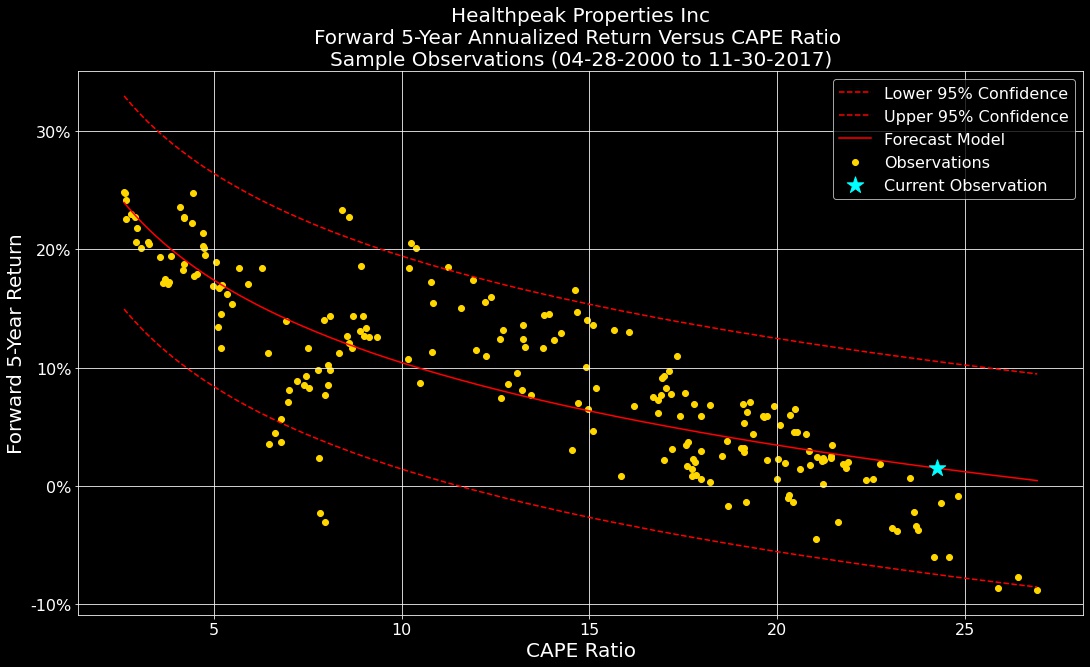 Healthpeak Properties Inc
Forward 5-Year Annualized Return Versus CAPE Ratio
Sample Observations (04-28-2000 to 11-30-2017)
Lower 95% Confidence
Upper 95% Confidence
Forecast Model
Observations
Current Observation
Forward 5-Year Return
30%
20%
10%
0%
-10%
5 10 15 20 25
CAPE Ratio